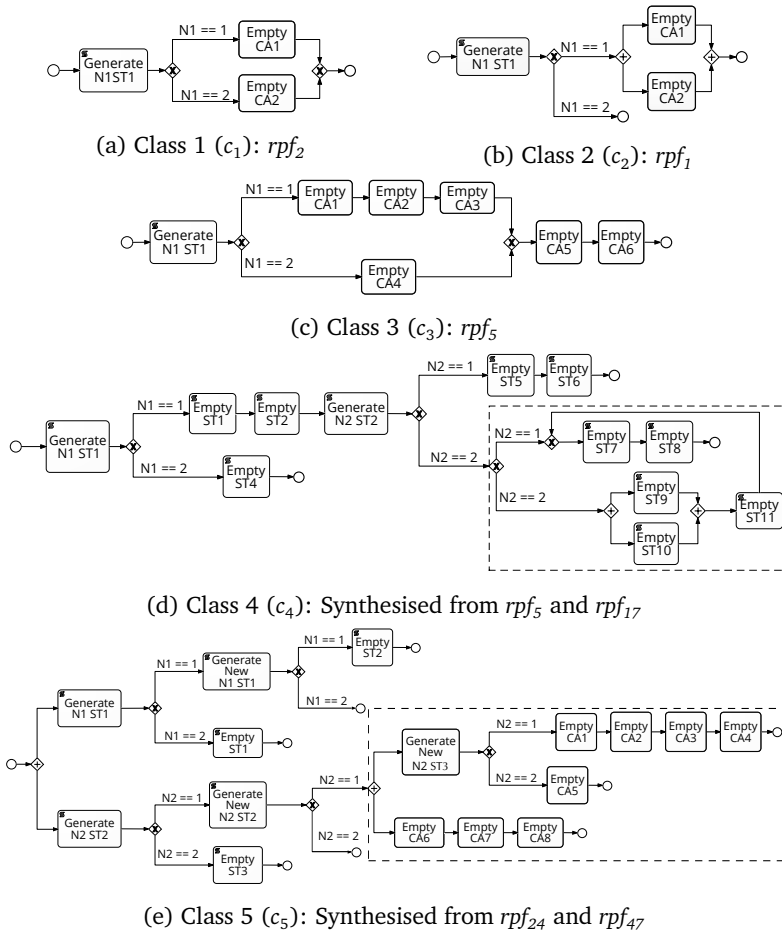 N1 == 1
Empty
CA1
Generate
N1ST1
N1 == 2
Empty
CA2
(a) Class 1 (c1): rpf2
N1 == 1
Empty
CA1
Generate
N1 ST1
Empty
CA2
N1 == 2
(b) Class 2 (c2): rpf1
N1 == 1
Empty
CA1
Empty
CA2
Empty
CA3
Generate
N1 ST1
Empty
CA5
Empty
CA6
N1 == 2
Empty
CA4
(c) Class 3 (c3): rpf5
N2 == 1
Empty
ST5
Empty
ST6
N1 == 1
Empty
ST1
Empty
ST2
Generate
N2 ST2
Generate
N1 ST1
N2 == 1
Empty
ST7
Empty
ST8
N1 == 2
Empty
ST4
N2 == 2
N2 == 2
Empty
ST9
Empty
ST11
Empty
ST10
(d) Class 4 (c4): Synthesised from rpf5 and rpf17
N1 == 1
Empty
ST2
N1 == 1
Generate
New
N1 ST1
Generate
N1 ST1
N1 == 2
N1 == 2
Empty
ST1
N2 == 1
Empty
CA1
Empty
CA2
Empty
CA3
Empty
CA4
Generate
New
N2 ST3
N2 == 2
Empty
CA5
N2 == 1
Generate
New
N2 ST2
N2 == 1
Generate
N2 ST2
N2 == 2
Empty
ST3
N2 == 2
Empty
CA6
Empty
CA7
Empty
CA8
(e) Class 5 (c5): Synthesised from rpf24 and rpf47